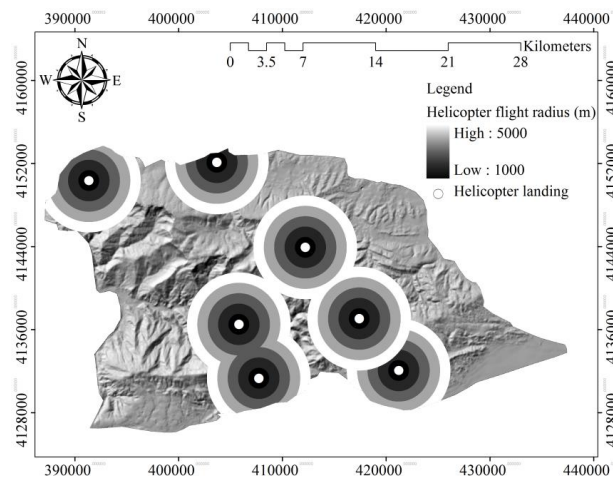 390000 400000 410000 420000 430000 440000
4160000 4152000 4144000 4136000 4128000
N
W E
S
Kilometers
0 3.5 7 14 21 28
Legend
Helicopter flight radius (m)
High : 5000
Low : 1000
Helicopter landing
4160000 4152000 4144000 4136000 4128000
390000 400000 410000 420000 430000 440000